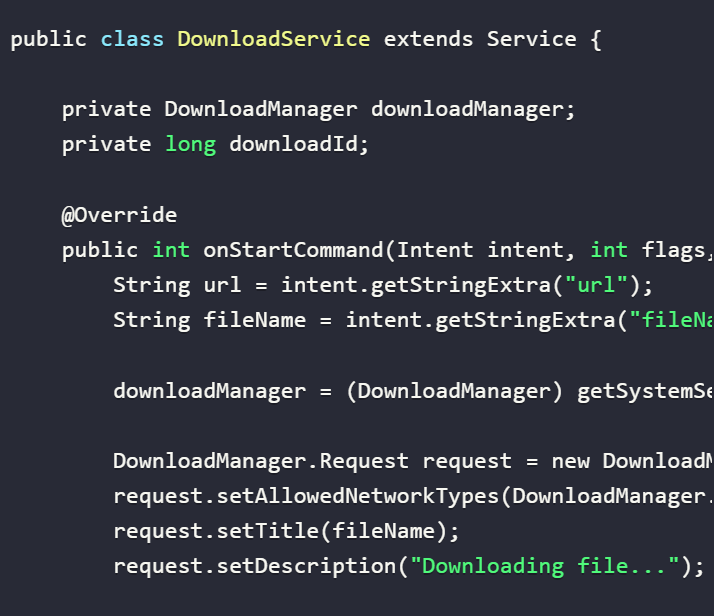 public class DownloadService extends Service {
private DownloadManager downloadManager;
private long downloadId;
@Override
public int onStartCommand(Intent intent, int flags,
String url = intent.getStringExtra("url");
String fileName = intent.getStringExtra("fileNa
downloadManager = (DownloadManager) getSystemSe
DownloadManager.Request request = new DownloadM
request.setAllowedNetworkTypes(DownloadManager.
request.setTitle(fileName);
request.setDescription("Downloading file...");